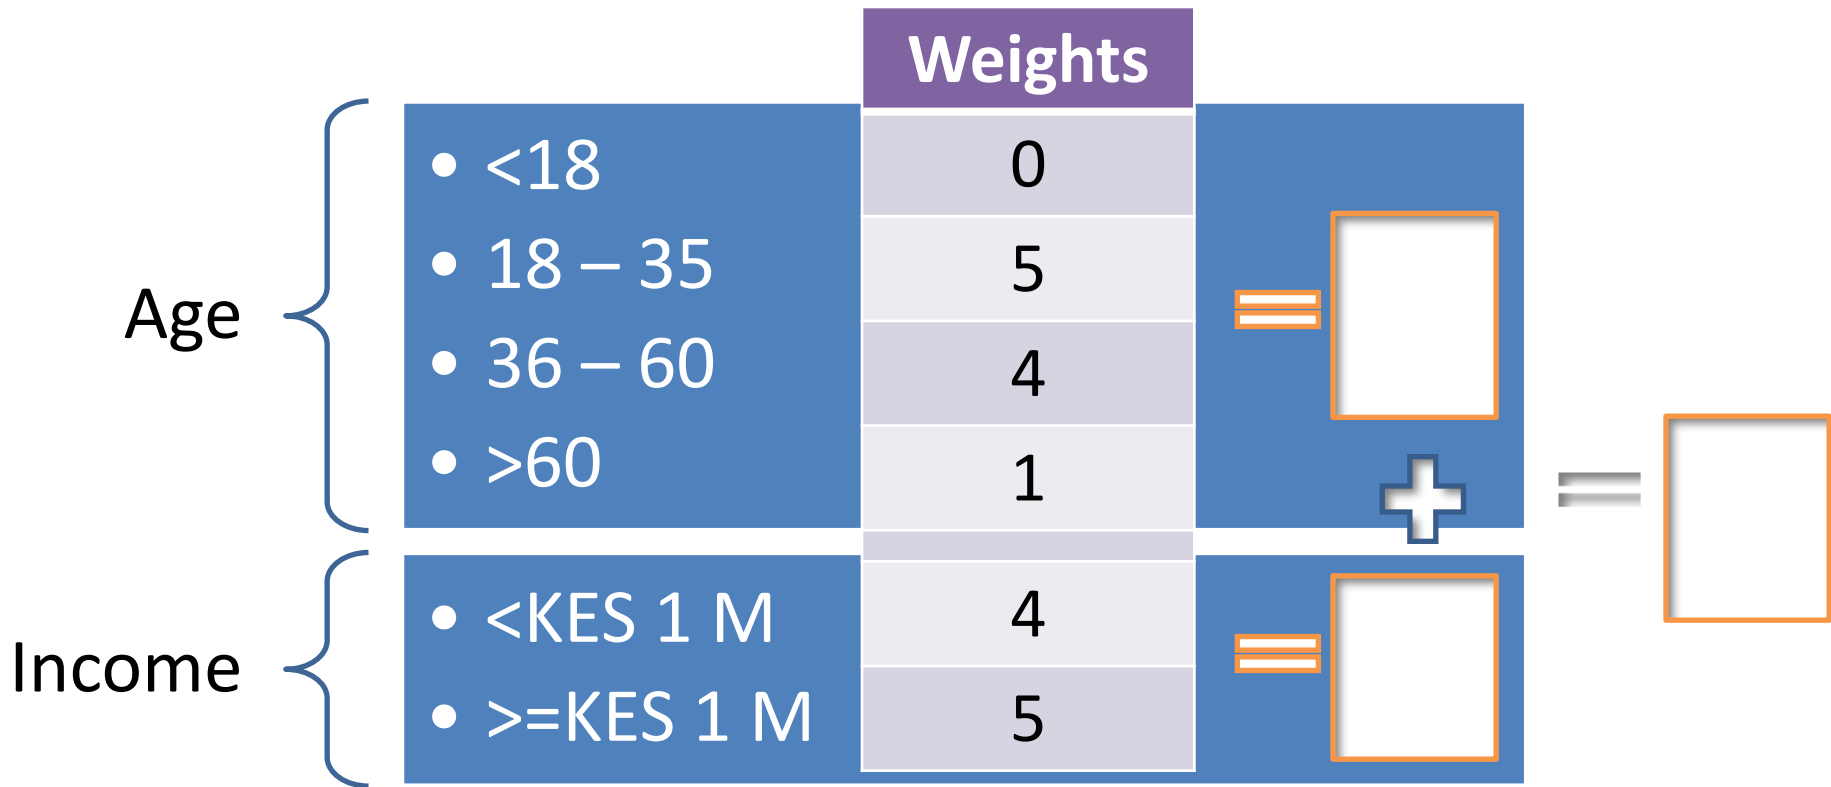 Weights
Age
• <18 0
• 18 – 35 5
• 36 – 60 4
• >60 1
Income
• <KES 1 M 4
• >=KES 1 M 5